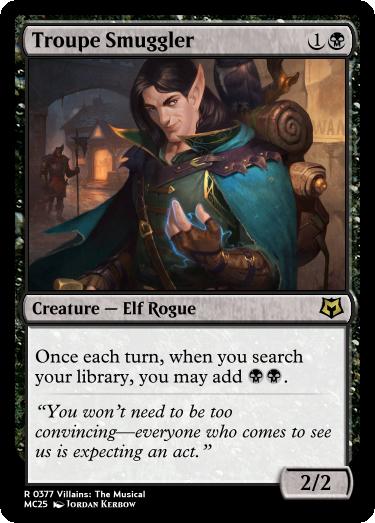 Troupe Smuggler 1
WAN
Creature — Elf Rogue
Once each turn, when you search
your library, you may add.
“You won’t need to be too
convincing—everyone who comes to see
us is expecting an act.”
2/2
R 0377 Villains: The Musical
MC25 Jordan Kerbow